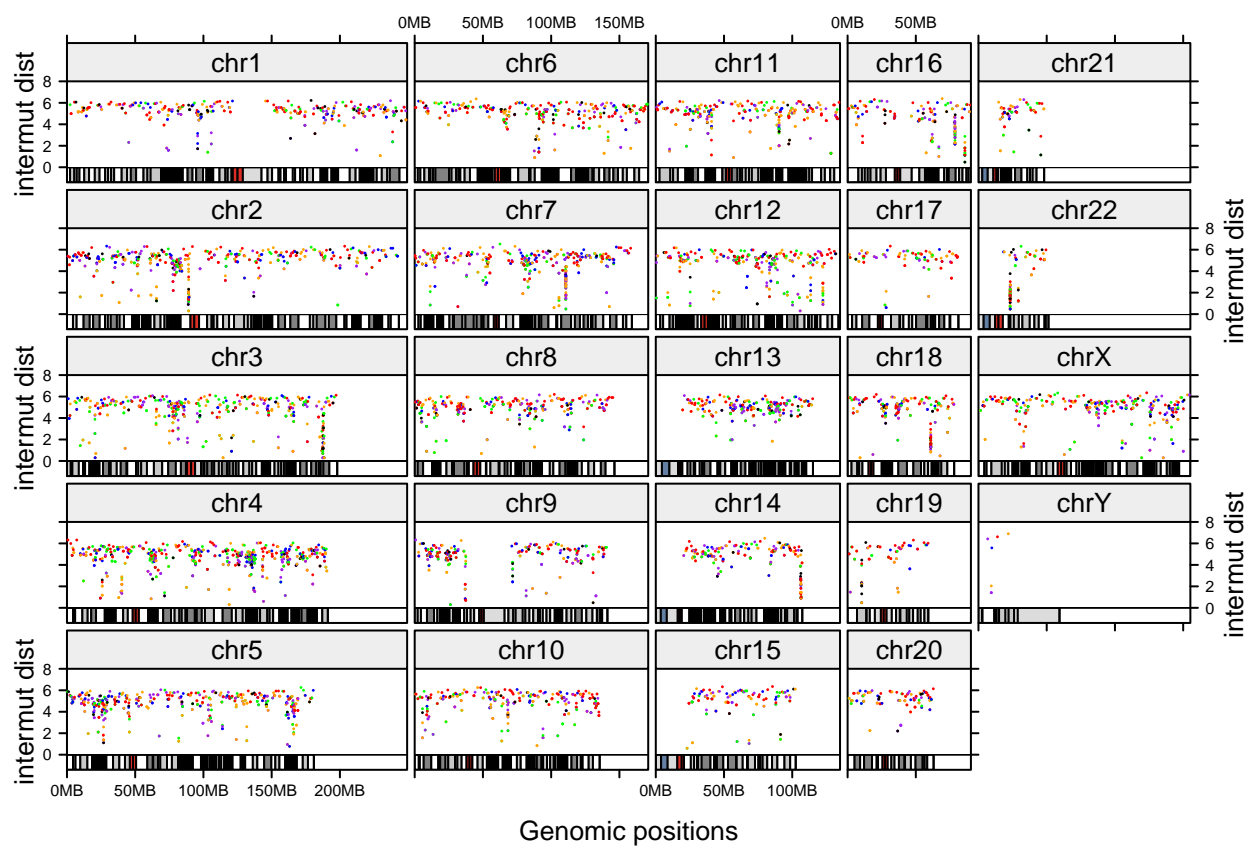 0MB 50MB 100MB 150MB 0MB 50MB
chr1 chr6 chr11 chr16 chr21
8
6
4
2
0
intermut dist
chr2 chr7 chr12 chr17 chr22
8
6
4
2
0
intermut dist
chr3 chr8 chr13 chr18 chrX
8
6
4
2
0
intermut dist
chr4 chr9 chr14 chr19 chrY
8
6
4
2
0
intermut dist
chr5 chr10 chr15 chr20
8
6
4
2
0
intermut dist
0MB 50MB 100MB 150MB 200MB 0MB 50MB 100MB
Genomic positions